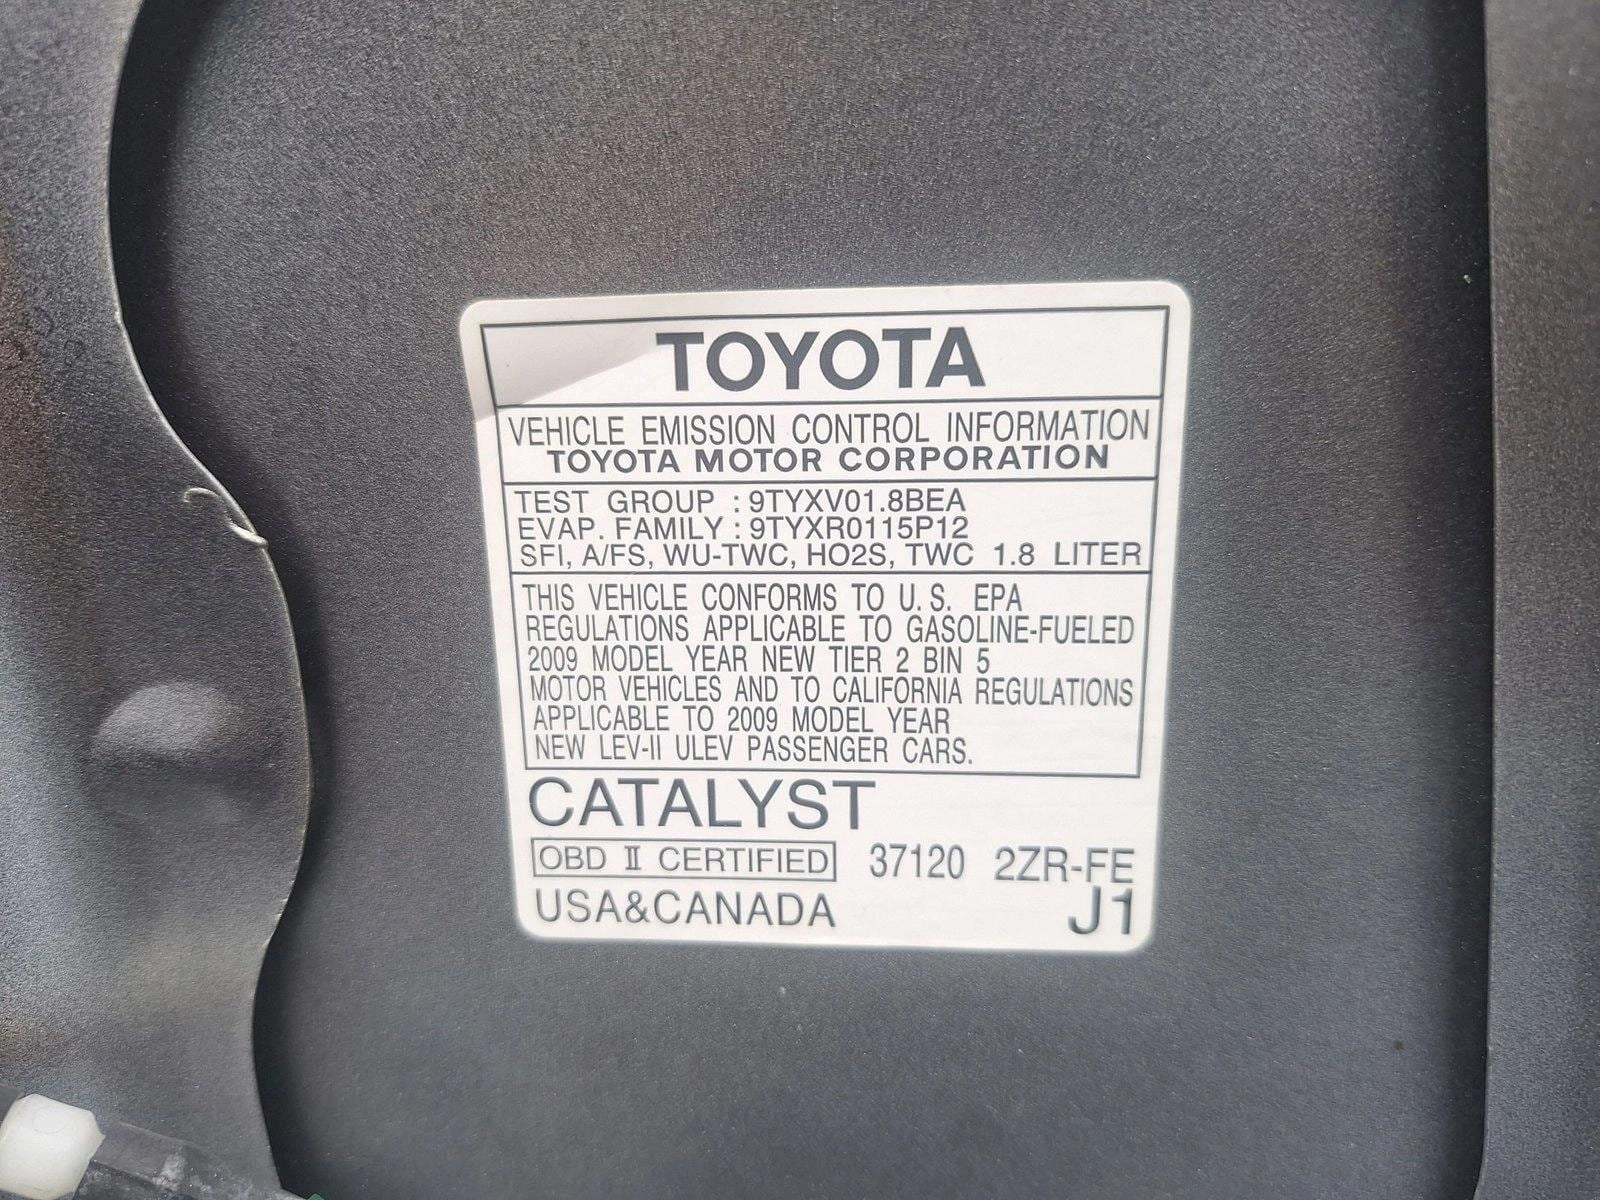 TOYOTA
VEHICLE EMISSION CONTROL INFORMATION
TOYOTA MOTOR CORPORATION
TEST GROUP : 9TYXV01.8BEA
EVAP. FAMILY : 9TYXR0115P12
SFI, A/FS, WU-TWC, HO2S, TWC 1.8 LITER
THIS VEHICLE CONFORMS TO U.S. EPA
REGULATIONS APPLICABLE TO GASOLINE-FUELED
2009 MODEL YEAR NEW TIER 2 BIN 5
MOTOR VEHICLES AND TO CALIFORNIA REGULATIONS
APPLICABLE TO 2009 MODEL YEAR
NEW LEV-II ULEV PASSENGER CARS.
CATALYST
OBD II CERTIFIED 37120 2ZR-FE
USA&CANADA J1